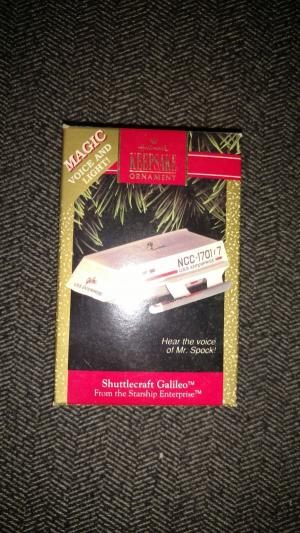 MAGIC
VOICE AND
LIGHT!
Hallmark
KEEPSAKE
ORNAMENT
NCC-1701/7
U.S.S. ENTERPRISE
U.S.S. ENTERPRISE
Hear the voice
of Mr. Spock!
Shuttlecraft Galileo™
From the Starship Enterprise™